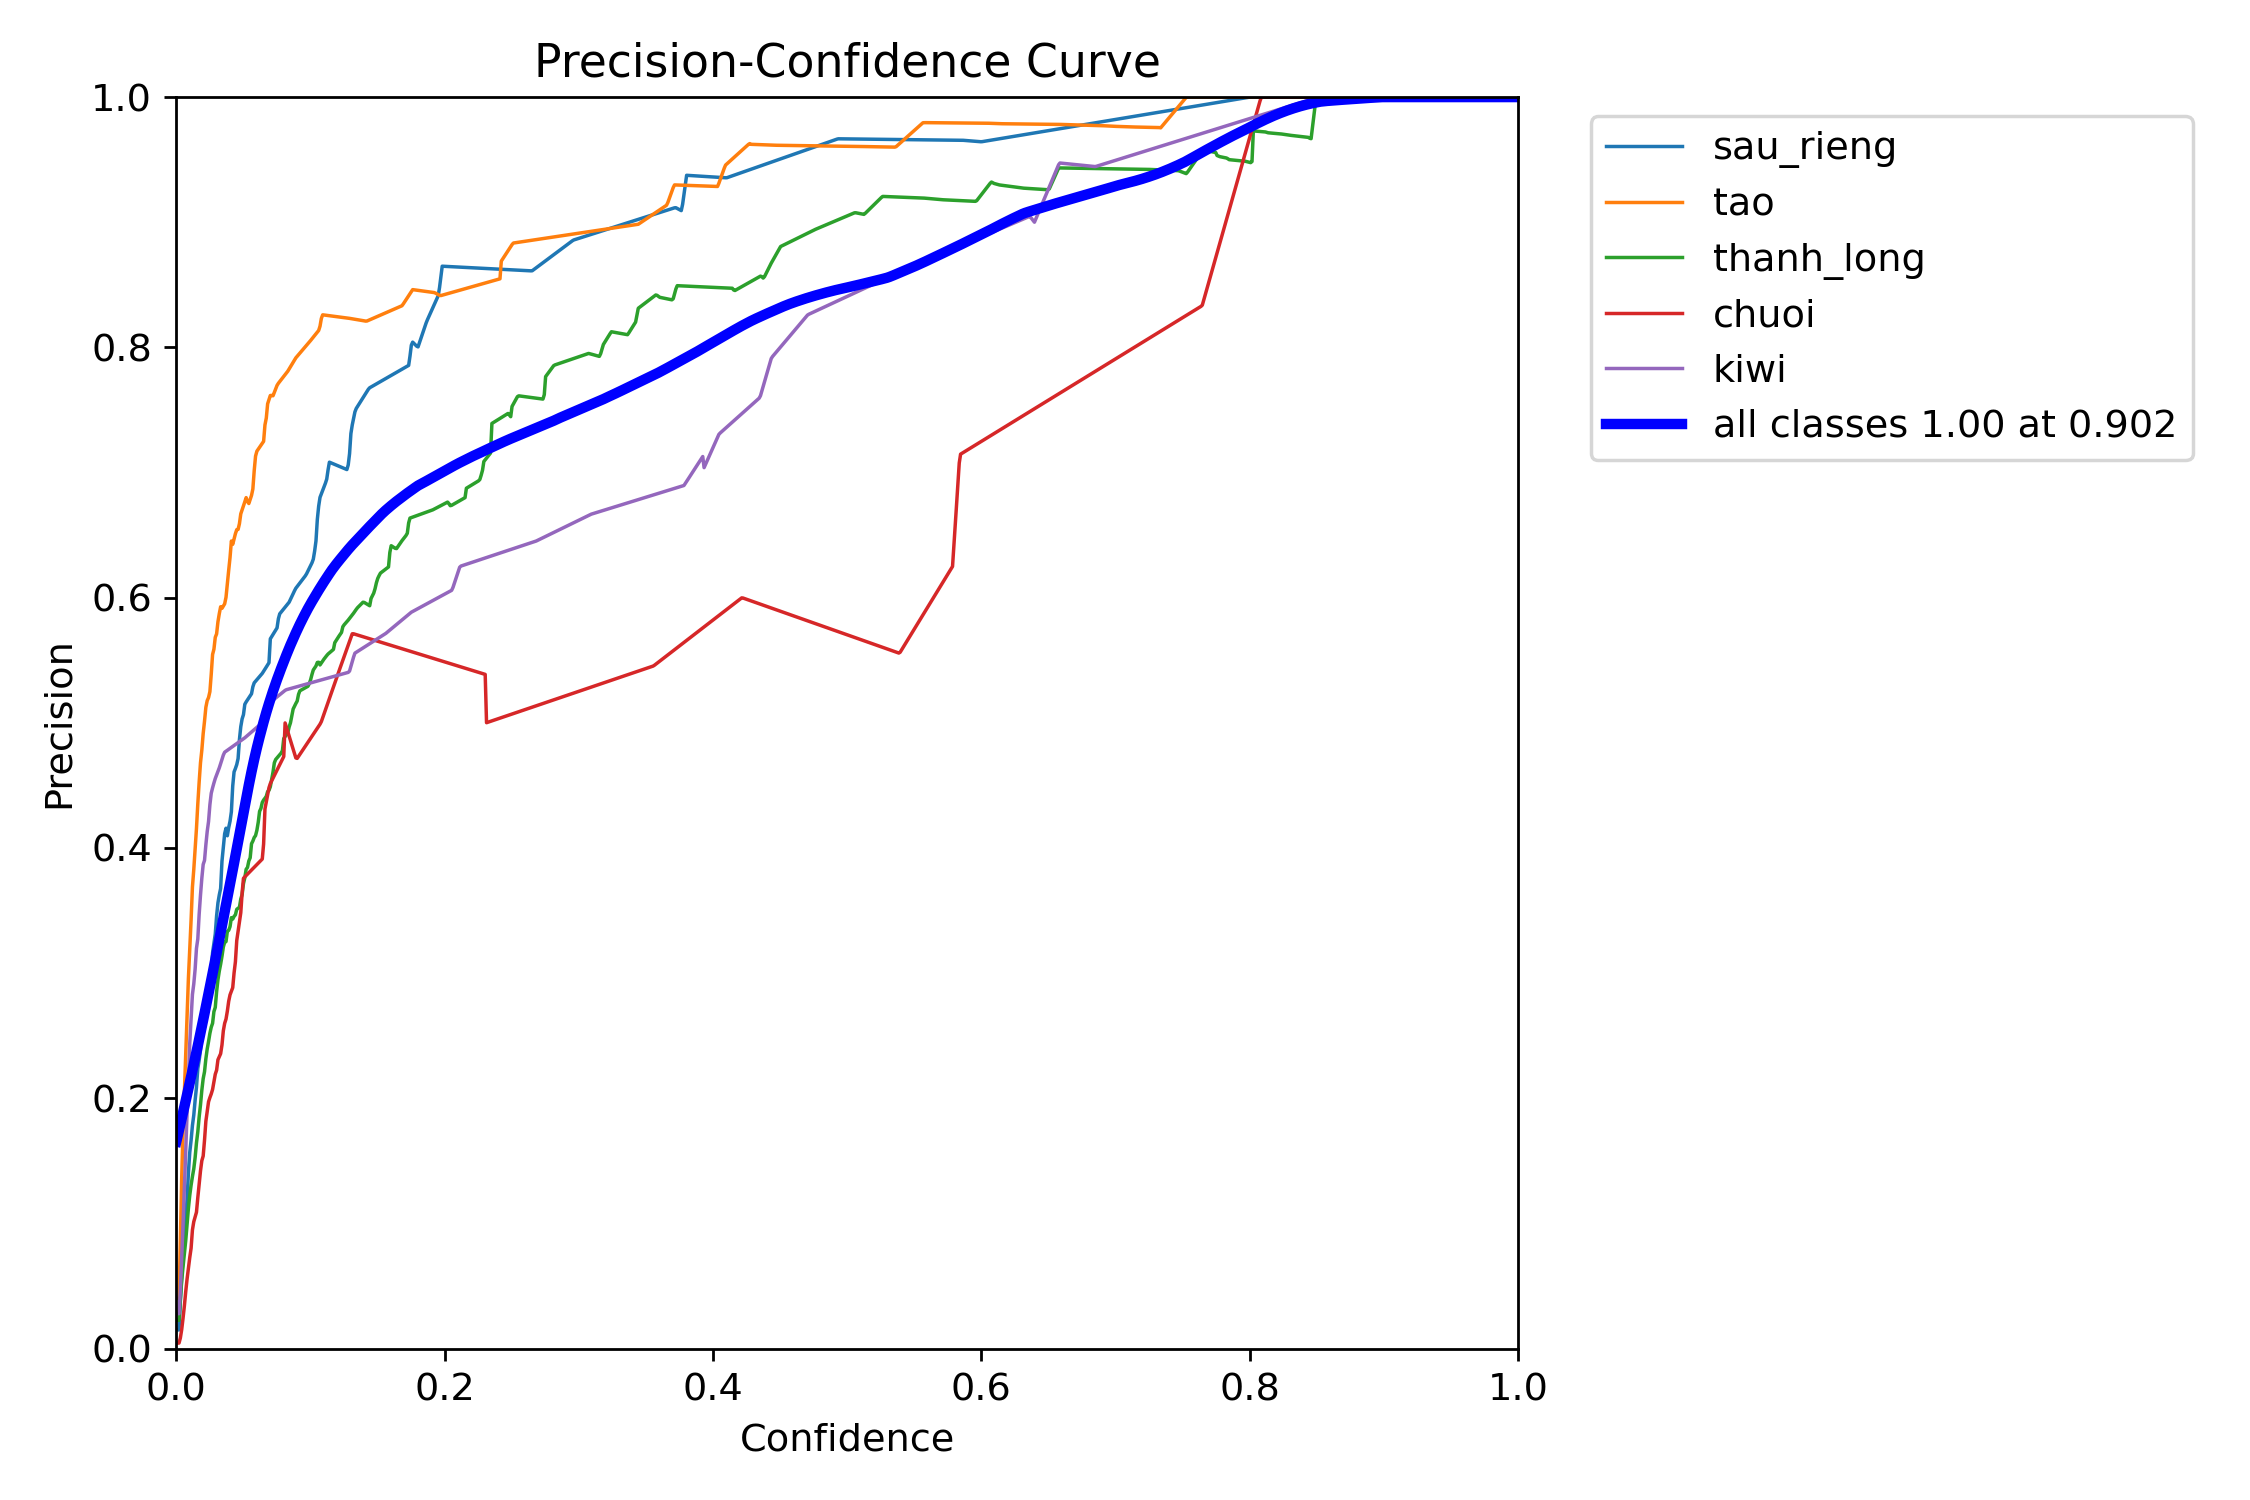 Precision-Confidence Curve
1.0
0.8
0.6
0.4
0.2
0.0
Precision
0.0 0.2 0.4 0.6 0.8 1.0
Confidence
sau_rieng
tao
thanh_long
chuoi
kiwi
all classes 1.00 at 0.902